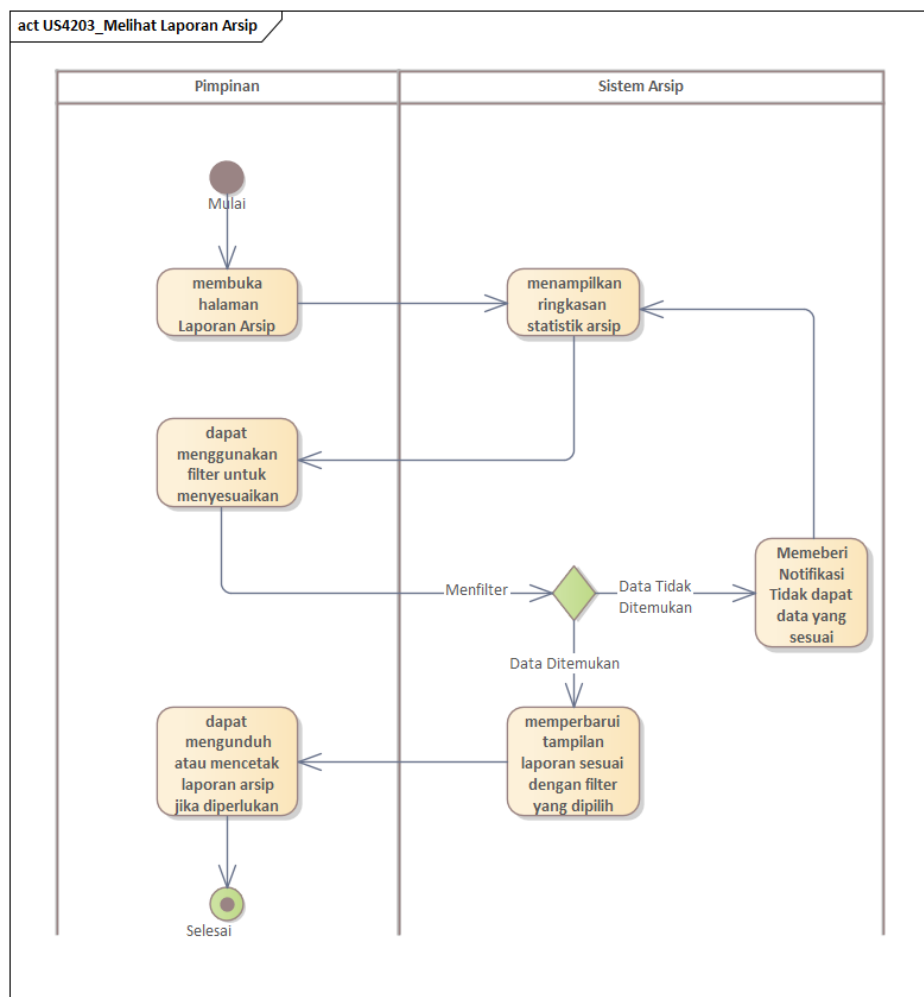 act US4203_Melihat Laporan Arsip
Pimpinan
Sistem Arsip
Mulai
membuka
halaman
Laporan Arsip
menampilkan
ringkasan
statistik arsip
dapat
menggunakan
filter untuk
menyesuaikan
Menfilter
Data Tidak
Ditemukan
Memeberi
Notifikasi
Tidak dapat
data yang
sesuai
Data Ditemukan
memperbarui
tampilan
laporan sesuai
dengan filter
yang dipilih
dapat
mengunduh
atau mencetak
laporan arsip
jika diperlukan
Selesai